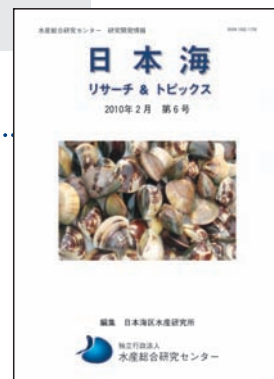 水産総合研究センター 研究開発情報
日本海
リサーチ & トピックス
2010年2月 第6号
編集 日本海区水産研究所
独立行政法人
水産総合研究センター